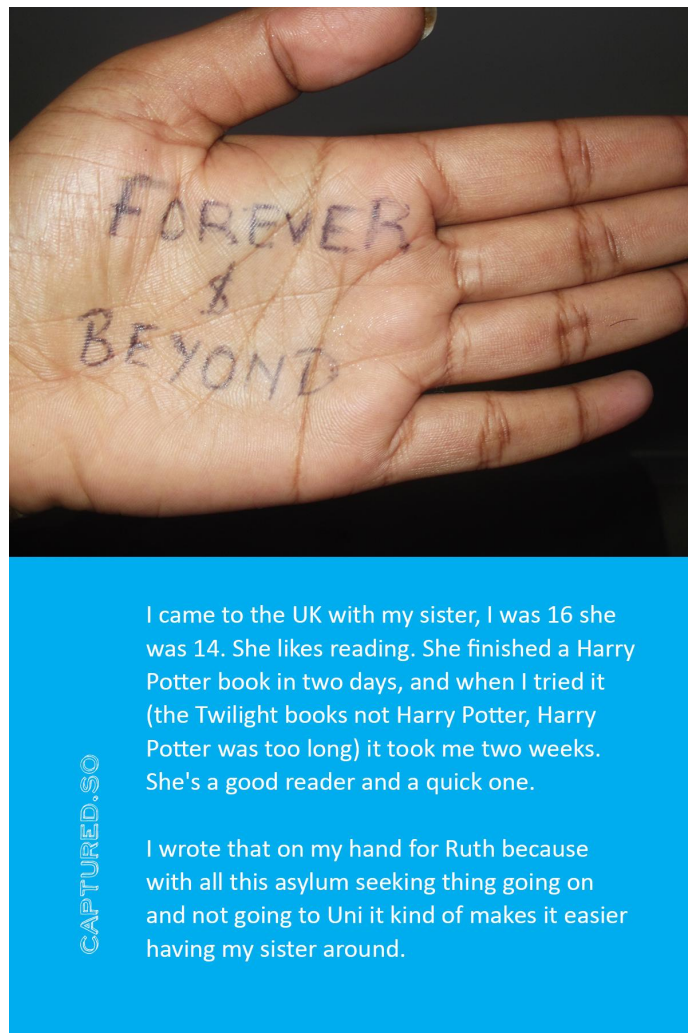 FOREVER
&
BEYOND
I came to the UK with my sister, I was 16 she
was 14. She likes reading. She finished a Harry
Potter book in two days, and when I tried it
(the Twilight books not Harry Potter, Harry
Potter was too long) it took me two weeks.
She's a good reader and a quick one.
I wrote that on my hand for Ruth because
with all this asylum seeking thing going on
and not going to Uni it kind of makes it easier
having my sister around.
CAPTURED.SO